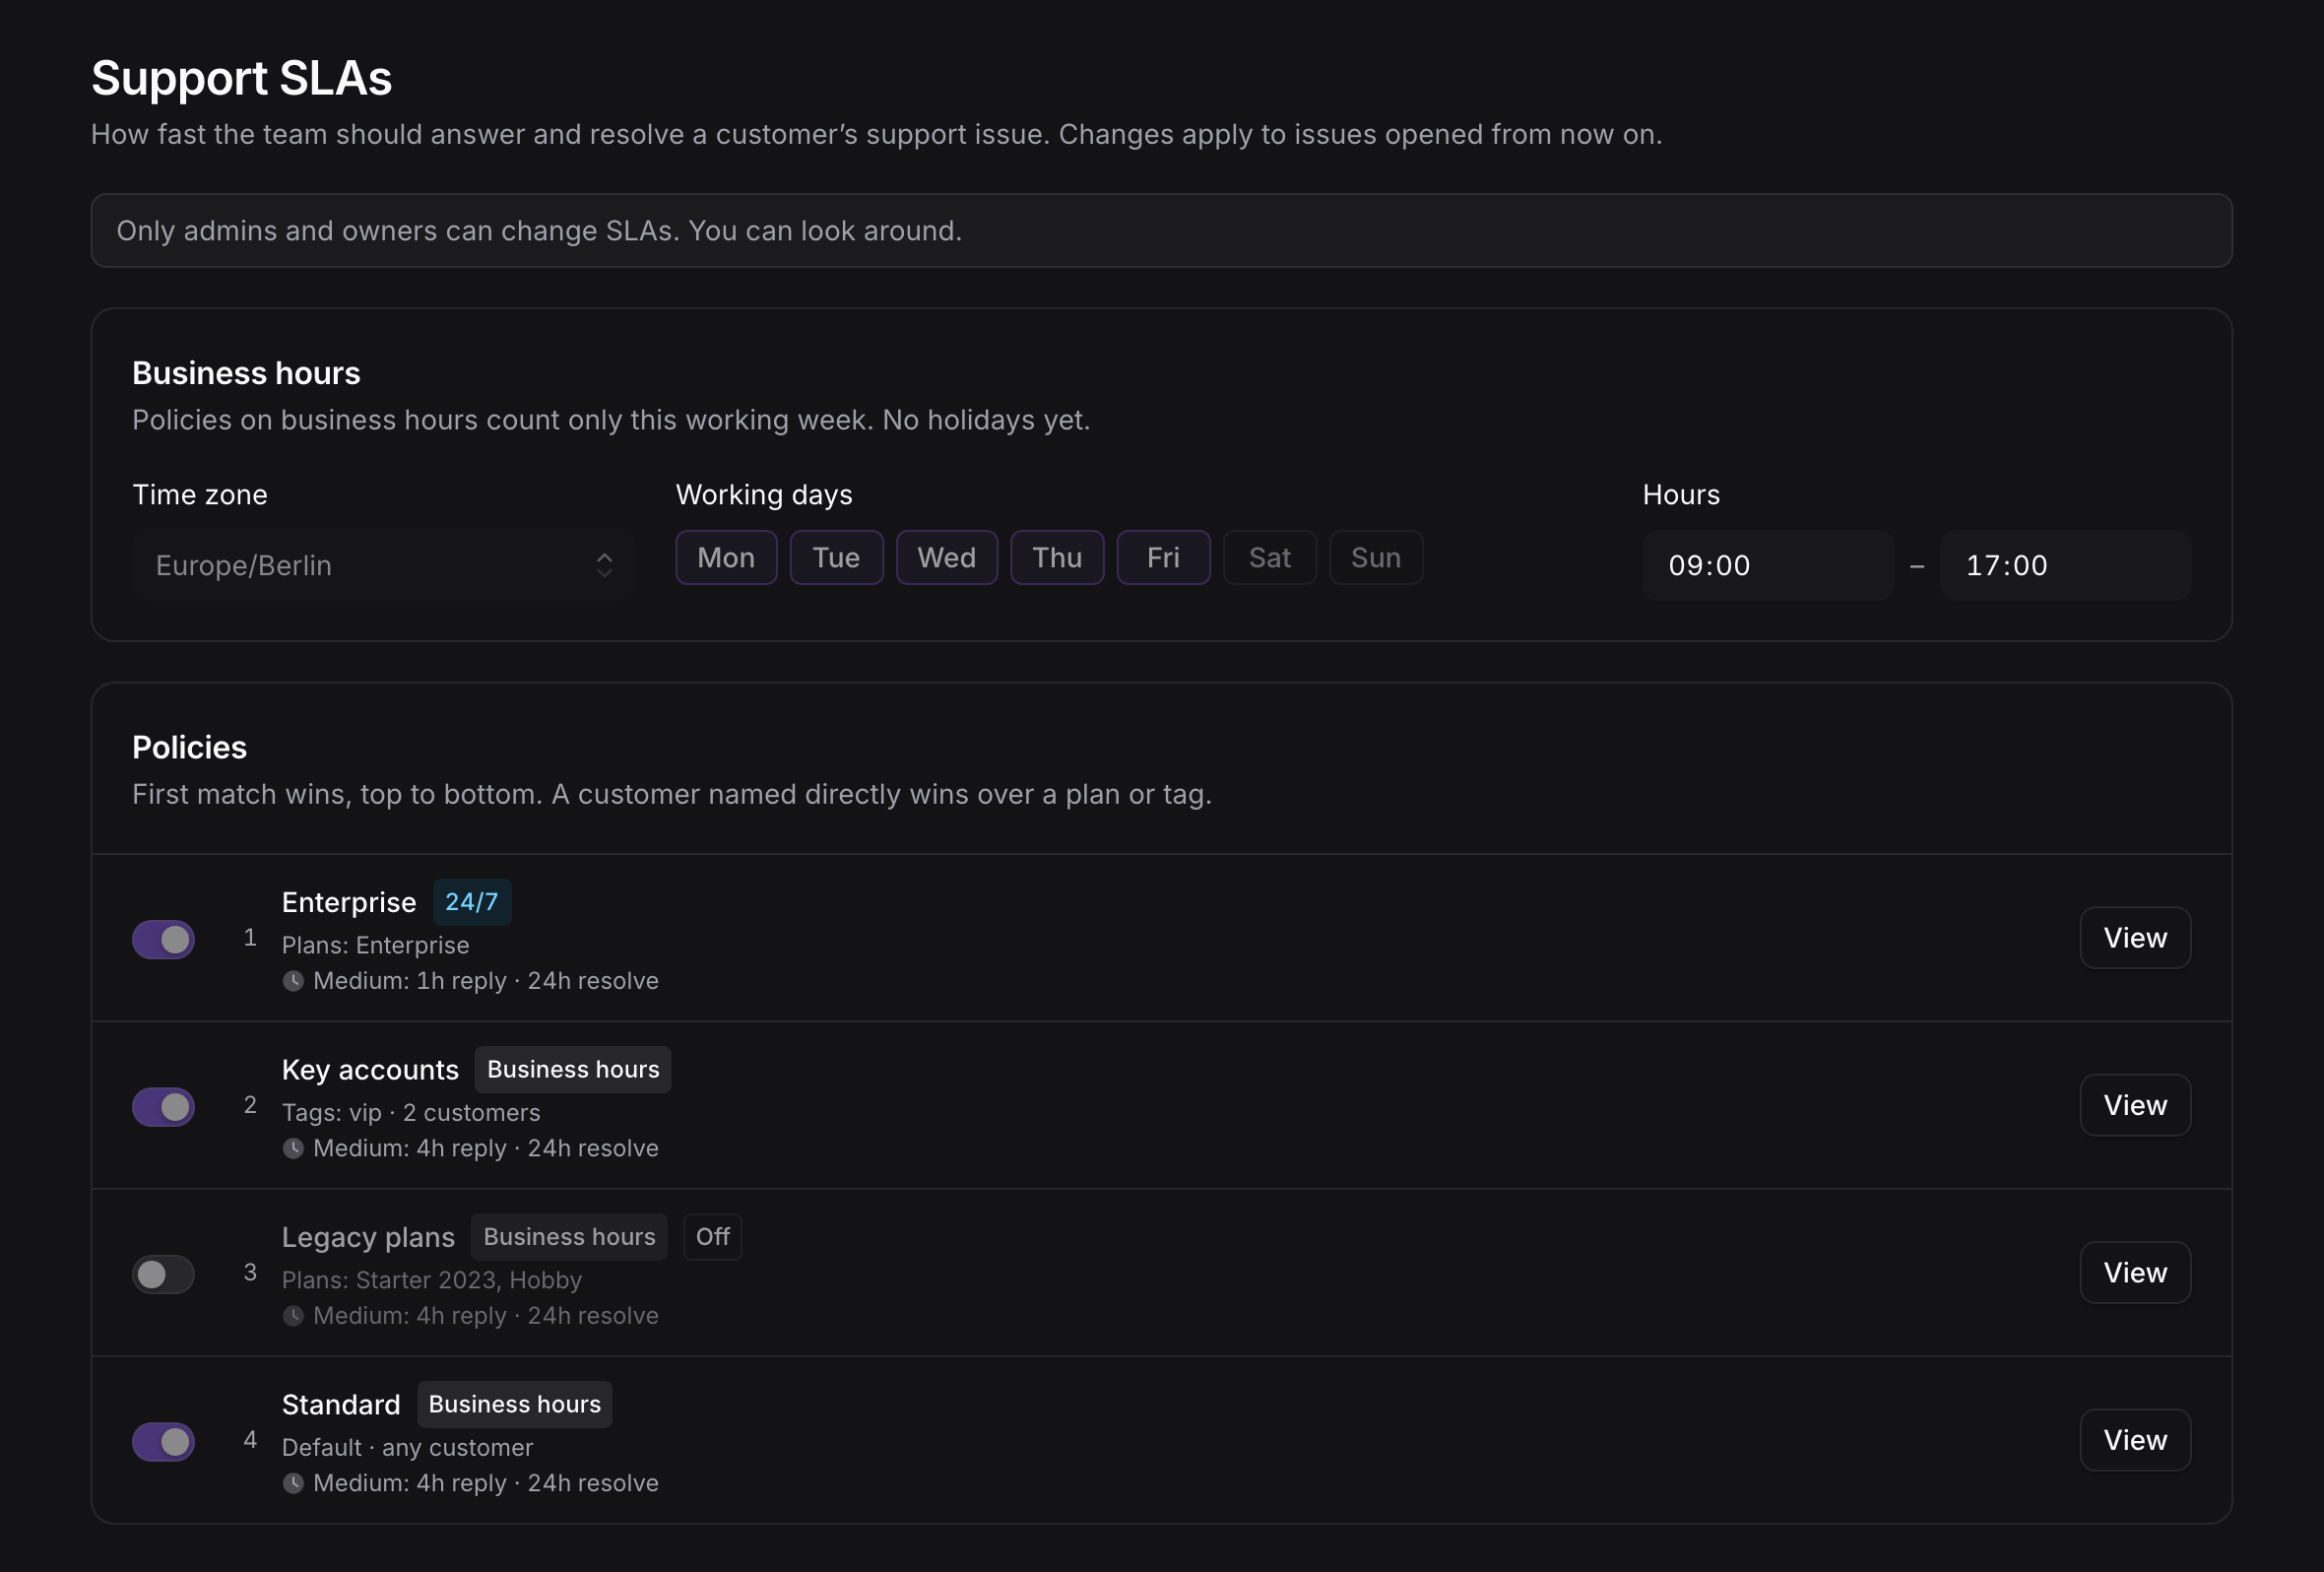 Support SLAs
How fast the team should answer and resolve a customer’s support issue. Changes apply to issues opened from now on.
Only admins and owners can change SLAs. You can look around.
Business hours
Policies on business hours count only this working week. No holidays yet.
Time zone Working days Hours
Europe/Berlin Mon Tue Wed Thu Fri Sat Sun 09:00 – 17:00
Policies
First match wins, top to bottom. A customer named directly wins over a plan or tag.
Enterprise 24/7
1 View
Plans: Enterprise
Medium: 1h reply · 24h resolve
Key accounts Business hours
2 View
Tags: vip · 2 customers
Medium: 4h reply · 24h resolve
Legacy plans Business hours Off
3 View
Plans: Starter 2023, Hobby
Medium: 4h reply · 24h resolve
Standard Business hours
4 View
Default · any customer
Medium: 4h reply · 24h resolve